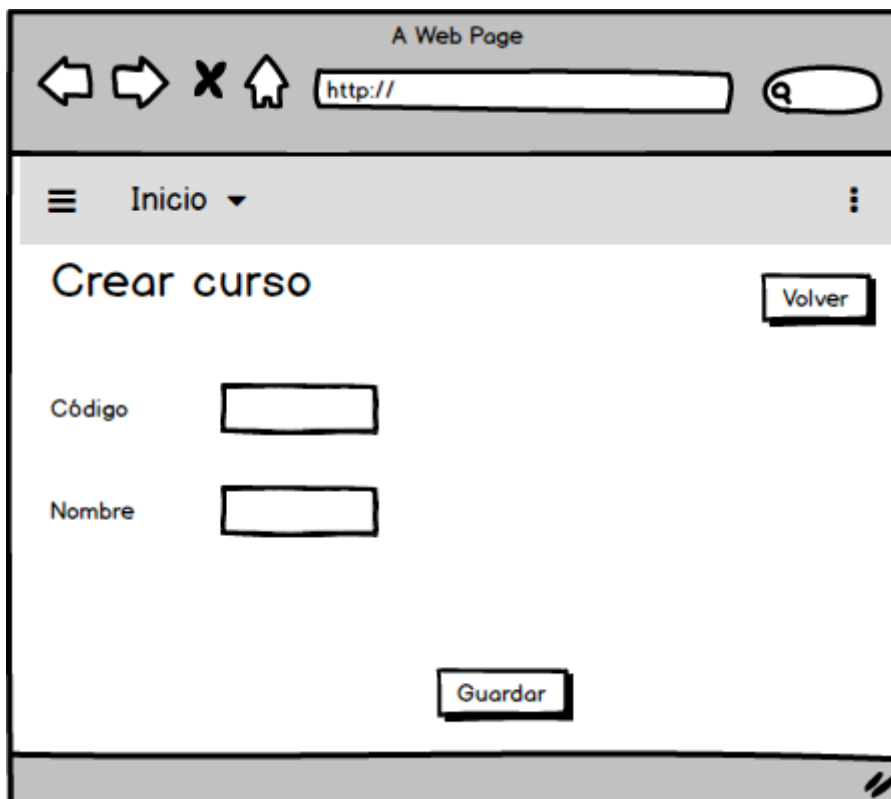 A Web Page
http://
Inicio
Crear curso
Volver
Código
Nombre
Guardar